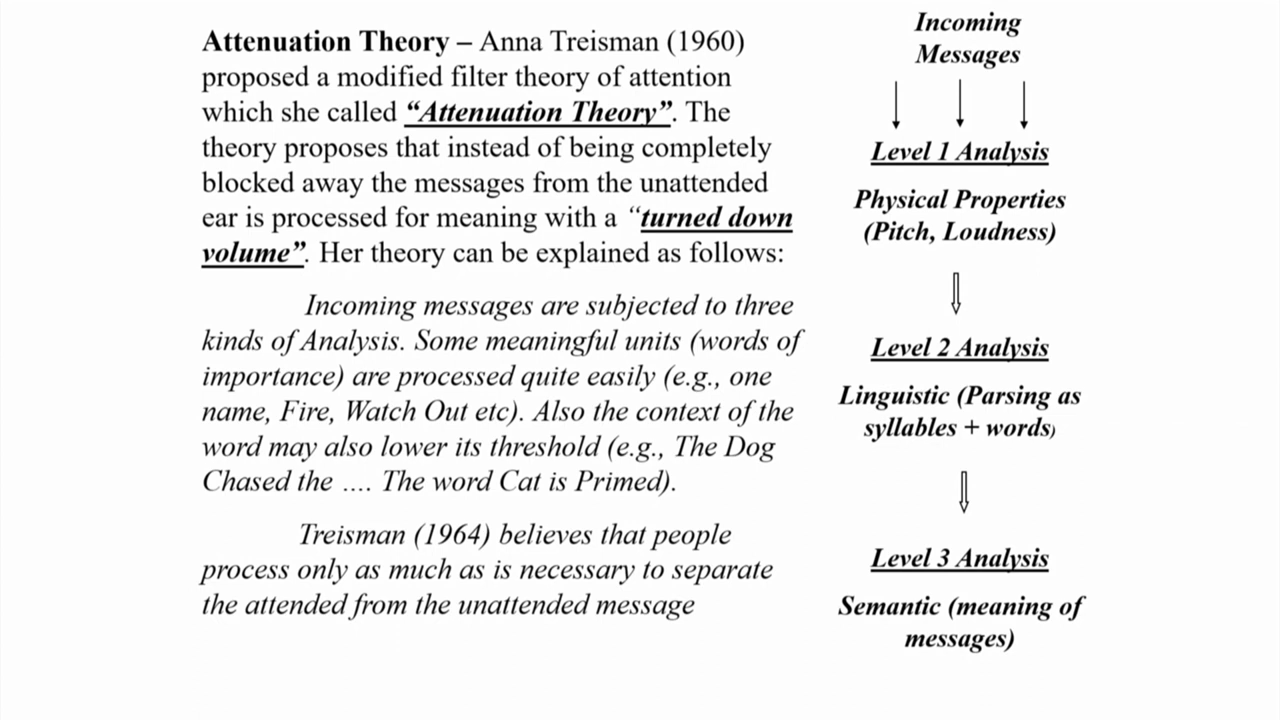 Attenuation Theory – Anna Treisman (1960)
proposed a modified filter theory of attention
which she called “Attenuation Theory”. The
theory proposes that instead of being completely
blocked away the messages from the unattended
ear is processed for meaning with a “turned down
volume”. Her theory can be explained as follows:
Incoming messages are subjected to three
kinds of Analysis. Some meaningful units (words of
importance) are processed quite easily (e.g., one
name, Fire, Watch Out etc). Also the context of the
word may also lower its threshold (e.g., The Dog
Chased the .... The word Cat is Primed).
Treisman (1964) believes that people
process only as much as is necessary to separate
the attended from the unattended message
Incoming
Messages
Level 1 Analysis
Physical Properties
(Pitch, Loudness)
Level 2 Analysis
Linguistic (Parsing as
syllables + words)
Level 3 Analysis
Semantic (meaning of
messages)